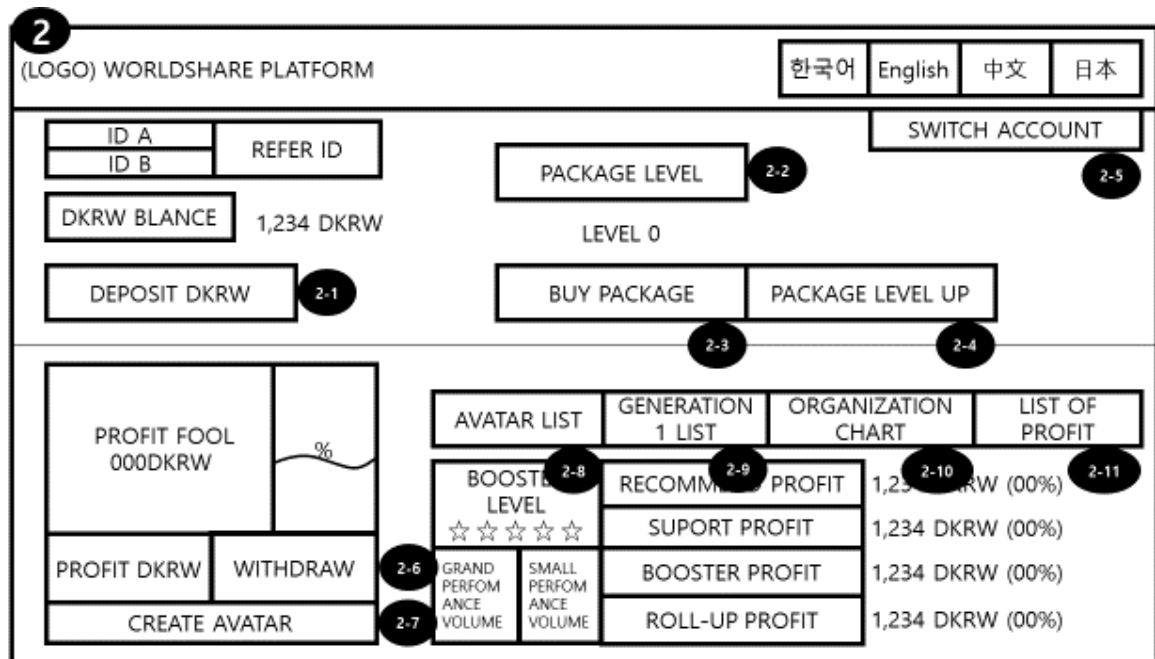 2
(LOGO) WORLDSHARE PLATFORM
한국어 English 中文 日本
SWITCH ACCOUNT
2-5
ID A
ID B
REFER ID
PACKAGE LEVEL
2-2
DKRW BLANCE
1,234 DKRW
LEVEL 0
DEPOSIT DKRW
2-1
BUY PACKAGE
PACKAGE LEVEL UP
2-3
2-4
PROFIT FOOL
000DKRW
%
AVATAR LIST
GENERATION
1 LIST
ORGANIZATION
CHART
LIST OF
PROFIT
2-8
2-9
2-10
2-11
LEVEL
☆☆☆☆☆
PROFIT
(00%)
SUPORT PROFIT
1,234 DKRW (00%)
PROFIT DKRW
WITHDRAW
2-6
GRAND
PERFOM
ANCE
VOLUME
SMALL
PERFOM
ANCE
VOLUME
BOOSTER PROFIT
1,234 DKRW (00%)
CREATE AVATAR
2-7
ROLL-UP PROFIT
1,234 DKRW (00%)